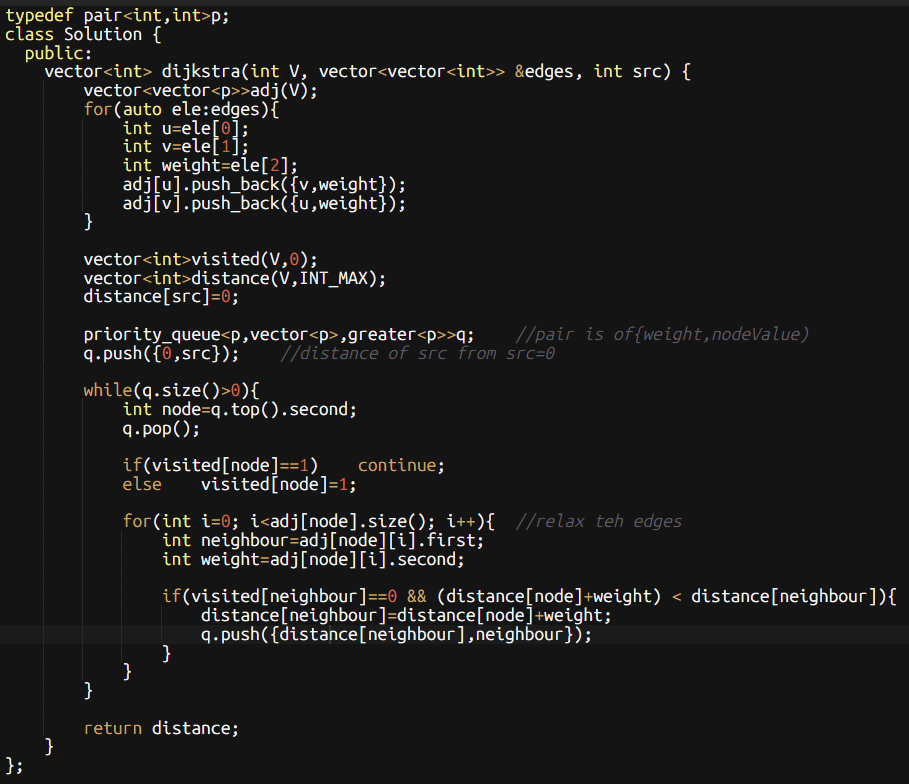 typedef pair<int,int>p;
class Solution {
  public:
    vector<int> dijkstra(int V, vector<vector<int>> &edges, int src) {
        vector<vector<p>>adj(V);
        for(auto ele:edges){
            int u=ele[0];
            int v=ele[1];
            int weight=ele[2];
            adj[u].push_back({v,weight});
            adj[v].push_back({u,weight});
        }

        vector<int>visited(V,0);
        vector<int>distance(V,INT_MAX);
        distance[src]=0;

        priority_queue<p,vector<p>,greater<p>>q;    //pair is of{weight,nodeValue)
        q.push({0,src});    //distance of src from src=0

        while(q.size()>0){
            int node=q.top().second;
            q.pop();

            if(visited[node]==1)    continue;
            else    visited[node]=1;

            for(int i=0; i<adj[node].size(); i++){  //relax teh edges
                int neighbour=adj[node][i].first;
                int weight=adj[node][i].second;

                if(visited[neighbour]==0 && (distance[node]+weight) < distance[neighbour]){
                    distance[neighbour]=distance[node]+weight;
                    q.push({distance[neighbour],neighbour});
                }
            }
        }

        return distance;
    }
};